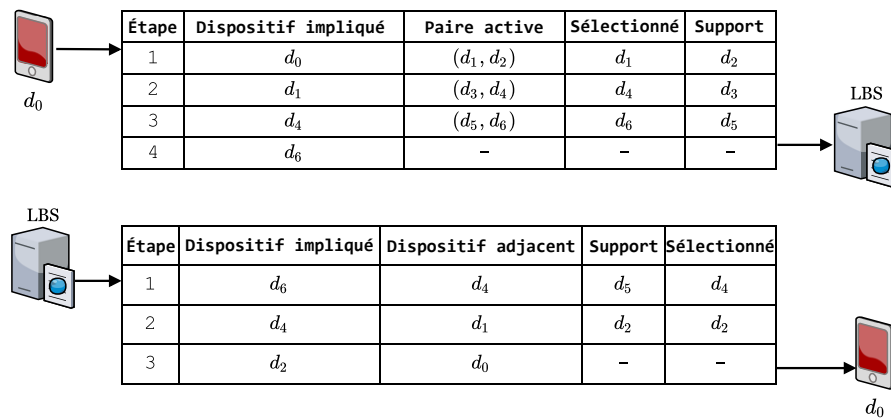 Étape Dispositif impliqué Paire active Sélectionné Support
1 d₀ (d₁, d₂) d₁ d₂
2 d₁ (d₃, d₄) d₄ d₃
3 d₄ (d₅, d₆) d₆ d₅
4 d₆ – – –
d₀
LBS
LBS
Étape Dispositif impliqué Dispositif adjacent Support Sélectionné
1 d₆ d₄ d₅ d₄
2 d₄ d₁ d₂ d₂
3 d₂ d₀ – –
d₀